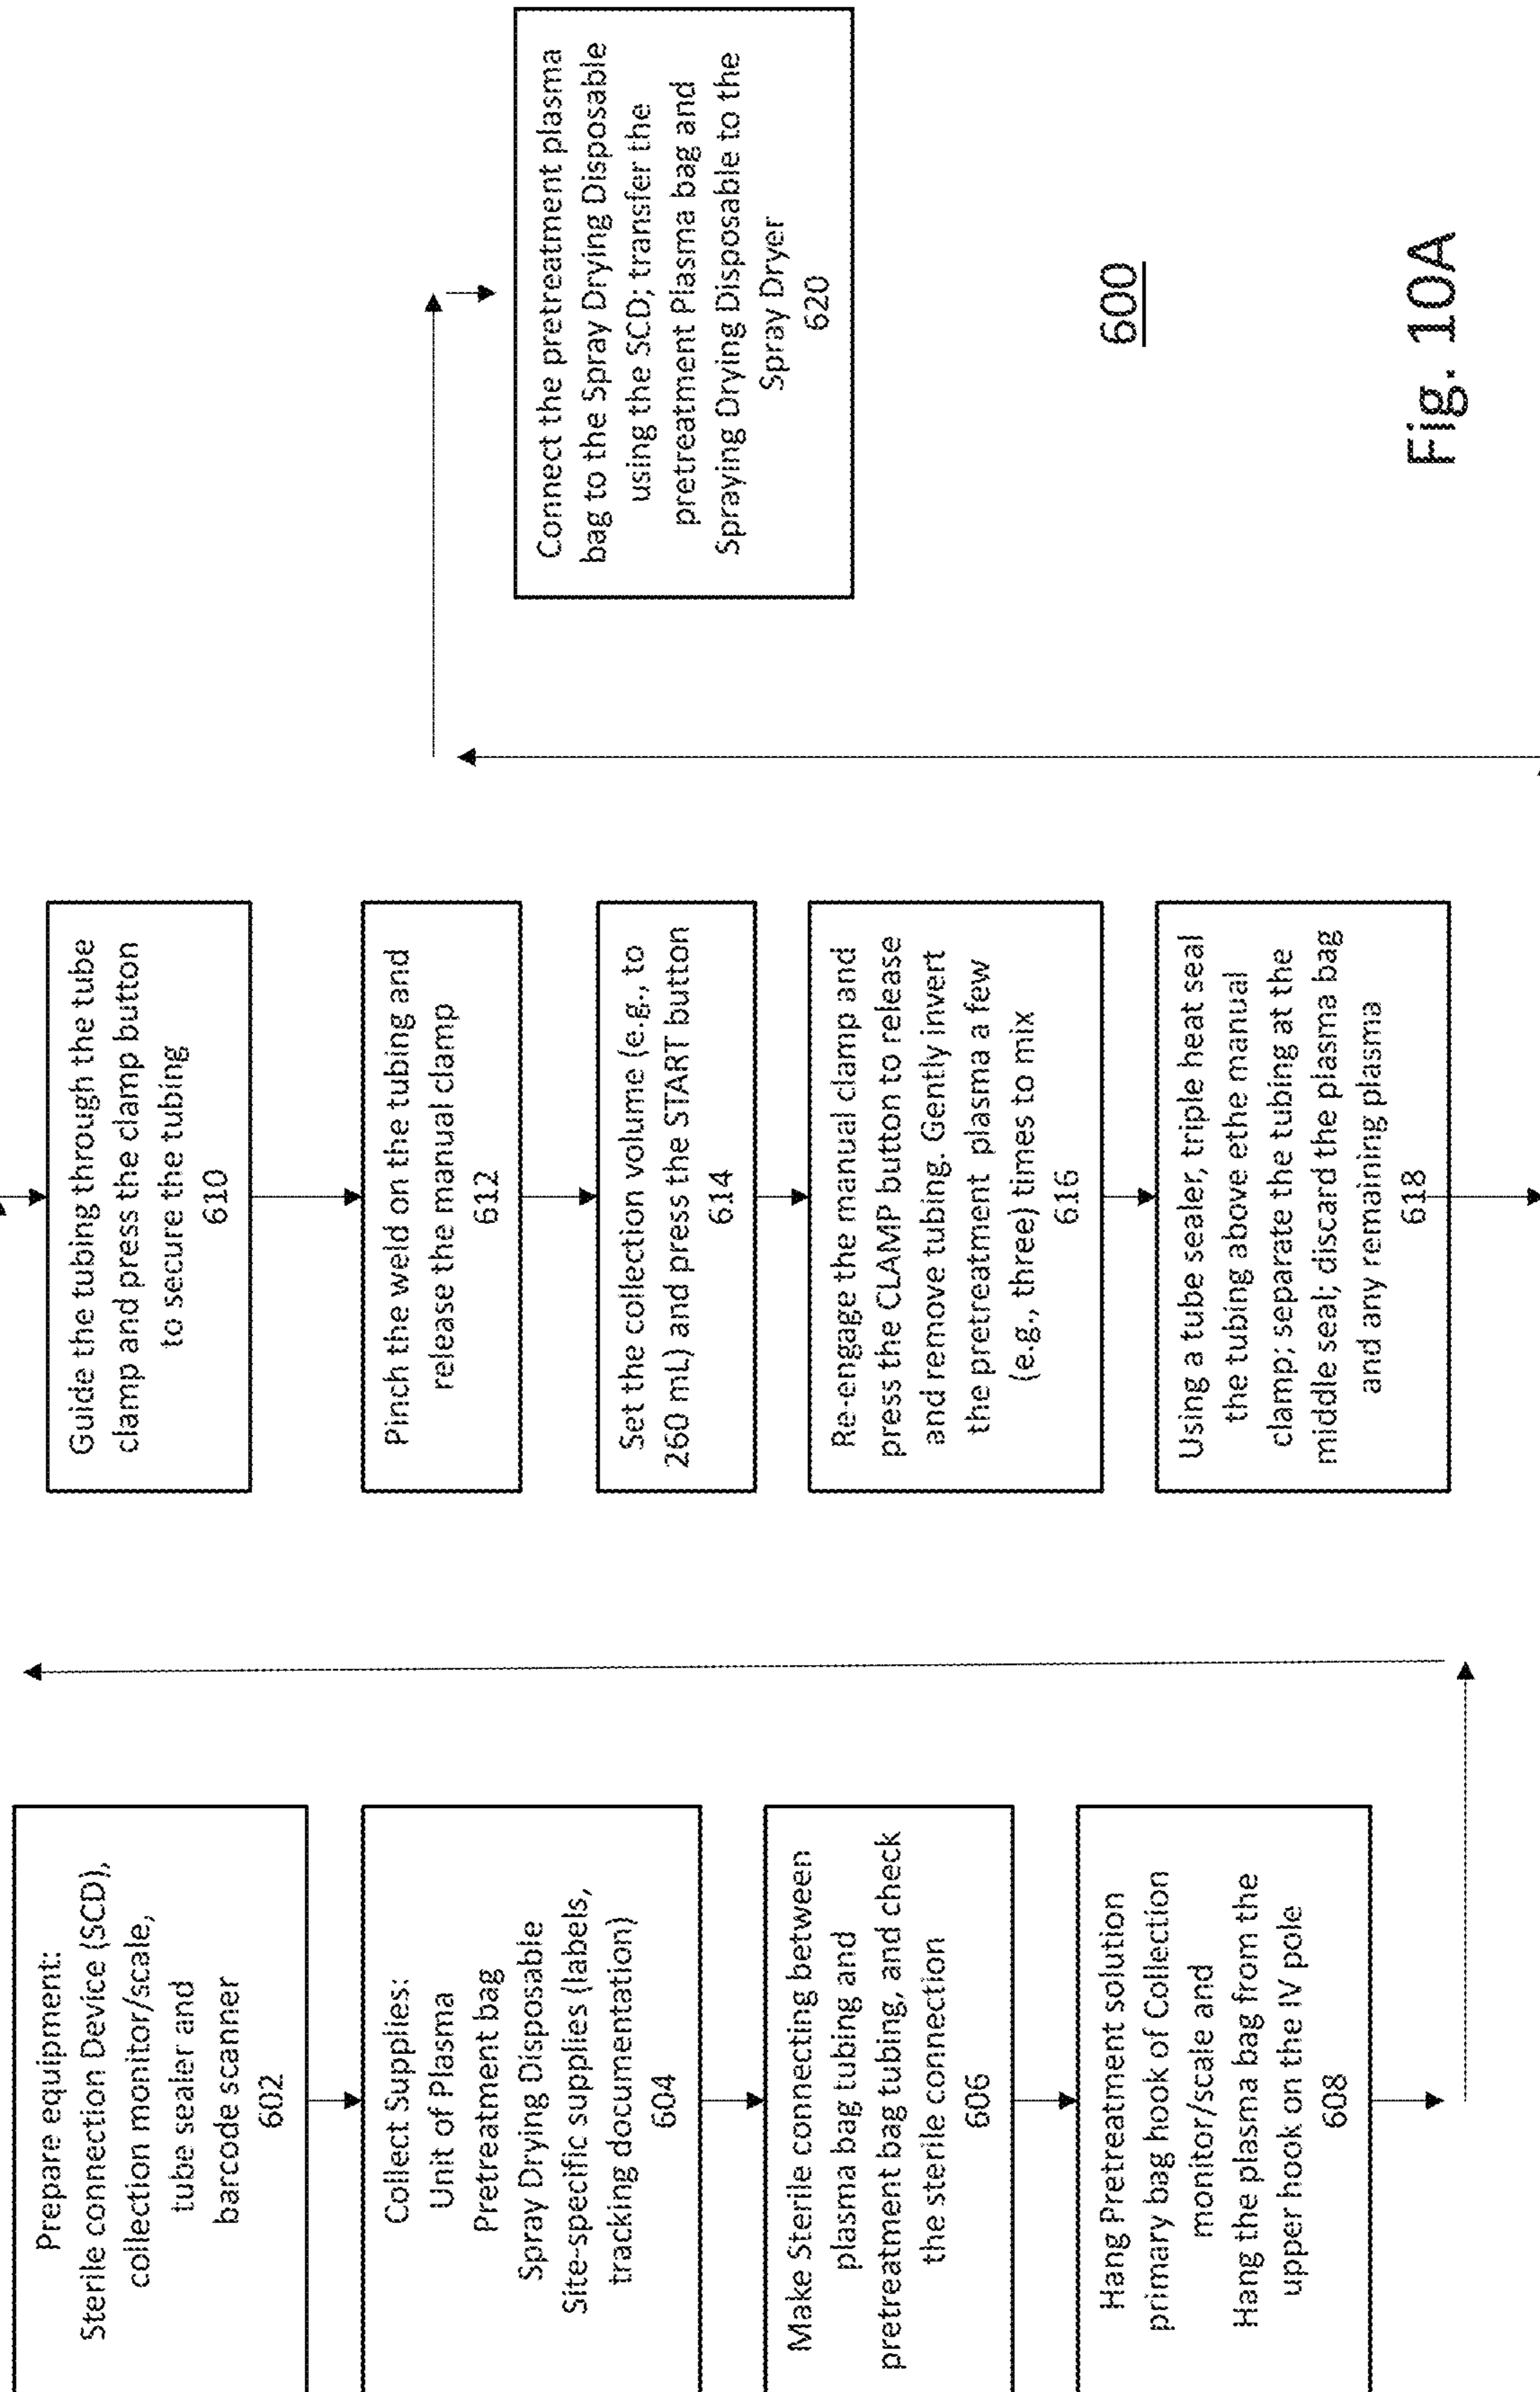 Prepare equipment:
Sterile connection Device (SCD),
collection monitor/scale,
tube sealer and
barcode scanner
602
Collect Supplies:
Unit of Plasma
Pretreatment bag
Spray Drying Disposable
Site-specific supplies (labels,
tracking documentation)
604
Make Sterile connecting between
plasma bag tubing and
pretreatment bag tubing, and check
the sterile connection
606
Hang Pretreatment solution
primary bag hook of Collection
monitor/scale and
Hang the plasma bag from the
upper hook on the IV pole
608
Guide the tubing through the tube
clamp and press the clamp button
to secure the tubing
610
Pinch the weld on the tubing and
release the manual clamp
612
Set the collection volume (e.g., to
260 mL) and press the START button
614
Re-engage the manual clamp and
press the CLAMP button to release
and remove tubing. Gently invert
the pretreatment plasma a few
(e.g., three) times to mix
616
Using a tube sealer, triple heat seal
the tubing above ethe manual
clamp; separate the tubing at the
middle seal; discard the plasma bag
and any remaining plasma
618
Connect the pretreatment plasma
bag to the Spray Drying Disposable
using the SCD; transfer the
pretreatment Plasma bag and
Spraying Drying Disposable to the
Spray Dryer
620
600
Fig. 10A